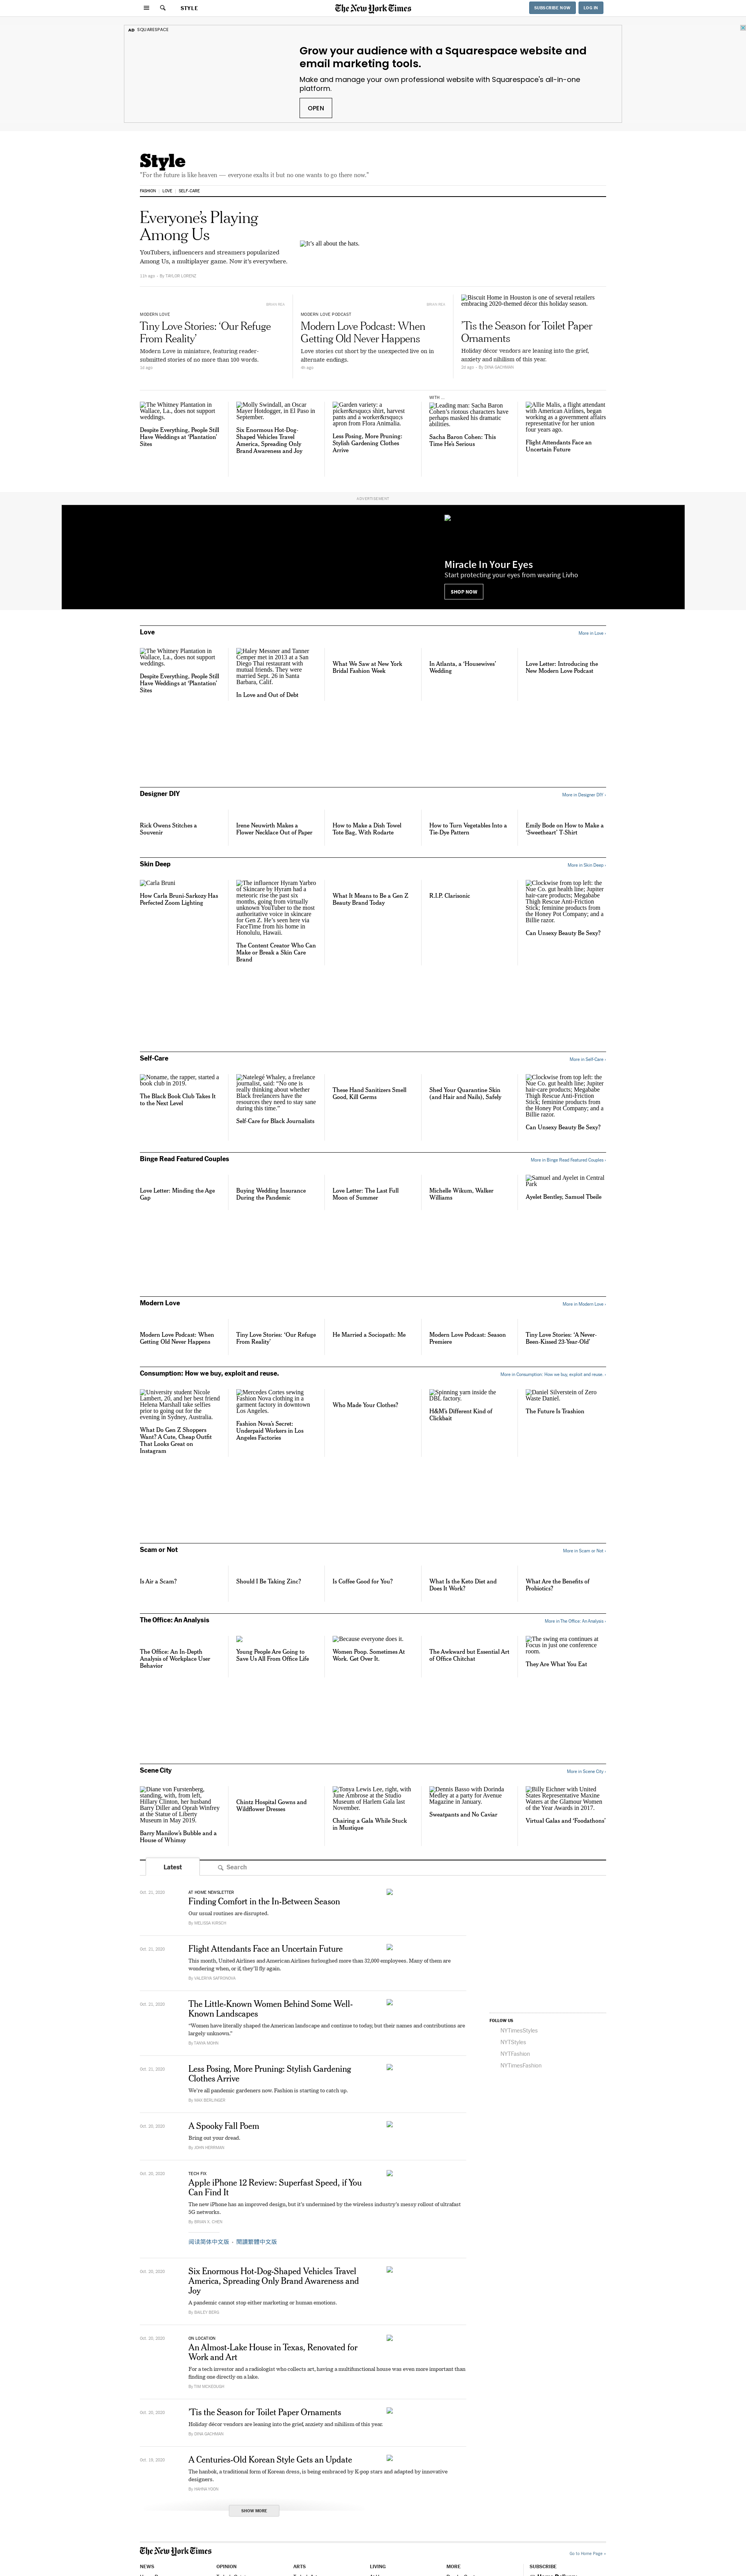 STYLE
The New York Times
SUBSCRIBE NOW
LOG IN
AD SQUARESPACE
Grow your audience with a Squarespace website and
email marketing tools.
Make and manage your own professional website with Squarespace's all-in-one
platform.
OPEN
Style
"For the future is like heaven — everyone exalts it but no one wants to go there now."
FASHION
LOVE
SELF-CARE
Everyone's Playing
Among Us
YouTubers, influencers and streamers popularized
Among Us, a multiplayer game. Now it's everywhere.
By TAYLOR LORENZ
It's all about the hats.
MODERN LOVE
Tiny Love Stories: 'Our Refuge
From Reality'
Modern Love in miniature, featuring reader-
submitted stories of no more than 100 words.
MODERN LOVE PODCAST
Modern Love Podcast: When
Getting Old Never Happens
Love stories cut short by the unexpected live on in
alternate endings.
Biscuit Home in Houston is one of several retailers
embracing 2020-themed décor this holiday season.
'Tis the Season for Toilet Paper
Ornaments
Holiday décor vendors are leaning into the grief,
anxiety and nihilism of this year.
By DINA GACHMAN
The Whitney Plantation in
Wallace, La., does not support
weddings.
Despite Everything, People Still
Have Weddings at 'Plantation'
Sites
Molly Swindall, an Oscar
Mayer Hotdogger, in El Paso in
September.
Six Enormous Hot-Dog-
Shaped Vehicles Travel
America, Spreading Only
Brand Awareness and Joy
Garden variety: a
picker&rsquo;s shirt, harvest
pants and a worker&rsquo;s
apron from Flora Animalia.
Less Posing, More Pruning:
Stylish Gardening Clothes
Arrive
WITH ...
Leading man: Sacha Baron
Cohen's riotous characters have
perhaps masked his dramatic
abilities.
Sacha Baron Cohen: This
Time He's Serious
Allie Malis, a flight attendant
with American Airlines, began
working as a government affairs
representative for her union
four years ago.
Flight Attendants Face an
Uncertain Future
ADVERTISEMENT
Miracle In Your Eyes
Start protecting your eyes from wearing Livho
SHOP NOW
Love
More in Love ›
The Whitney Plantation in
Wallace, La., does not support
weddings.
Despite Everything, People Still
Have Weddings at 'Plantation'
Sites
Haley Messner and Tanner
Cemper met in 2013 at a San
Diego Thai restaurant with
mutual friends. They were
married Sept. 26 in Santa
Barbara, Calif.
In Love and Out of Debt
What We Saw at New York
Bridal Fashion Week
In Atlanta, a 'Housewives'
Wedding
Love Letter: Introducing the
New Modern Love Podcast
Designer DIY
More in Designer DIY ›
Rick Owens Stitches a
Souvenir
Irene Neuwirth Makes a
Flower Necklace Out of Paper
How to Make a Dish Towel
Tote Bag, With Rodarte
How to Turn Vegetables Into a
Tie-Dye Pattern
Emily Bode on How to Make a
'Sweetheart' T-Shirt
Skin Deep
More in Skin Deep ›
Carla Bruni
How Carla Bruni-Sarkozy Has
Perfected Zoom Lighting
The influencer Hyram Yarbro
of Skincare by Hyram had a
meteoric rise the past six
months, going from virtually
unknown YouTuber to the most
authoritative voice in skincare
for Gen Z. He's seen here via
FaceTime from his home in
Honolulu, Hawaii.
The Content Creator Who Can
Make or Break a Skin Care
Brand
What It Means to Be a Gen Z
Beauty Brand Today
R.I.P. Clarisonic
Clockwise from top left: the
Nue Co. gut health line; Jupiter
hair-care products; Megababe
Thigh Rescue Anti-Friction
Stick; feminine products from
the Honey Pot Company; and a
Billie razor.
Can Unsexy Beauty Be Sexy?
Self-Care
More in Self-Care ›
Noname, the rapper, started a
book club in 2019.
The Black Book Club Takes It
to the Next Level
Natelegé Whaley, a freelance
journalist, said: "No one is
really thinking about whether
Black freelancers have the
resources they need to stay sane
during this time."
Self-Care for Black Journalists
These Hand Sanitizers Smell
Good, Kill Germs
Shed Your Quarantine Skin
(and Hair and Nails), Safely
Clockwise from top left: the
Nue Co. gut health line; Jupiter
hair-care products; Megababe
Thigh Rescue Anti-Friction
Stick; feminine products from
the Honey Pot Company; and a
Billie razor.
Can Unsexy Beauty Be Sexy?
Binge Read Featured Couples
More in Binge Read Featured Couples ›
Love Letter: Minding the Age
Gap
Buying Wedding Insurance
During the Pandemic
Love Letter: The Last Full
Moon of Summer
Michelle Wikum, Walker
Williams
Samuel and Ayelet in Central
Park
Ayelet Bentley, Samuel Tbeile
Modern Love
More in Modern Love ›
Modern Love Podcast: When
Getting Old Never Happens
Tiny Love Stories: 'Our Refuge
From Reality'
He Married a Sociopath: Me
Modern Love Podcast: Season
Premiere
Tiny Love Stories: 'A Never-
Been-Kissed 23-Year-Old'
Consumption: How we buy, exploit and reuse.
More in Consumption: How we buy, exploit and reuse. ›
University student Nicole
Lambert, 20, and her best friend
Helena Marshall take selfies
prior to going out for the
evening in Sydney, Australia.
What Do Gen Z Shoppers
Want? A Cute, Cheap Outfit
That Looks Great on
Instagram
Mercedes Cortes sewing
Fashion Nova clothing in a
garment factory in downtown
Los Angeles.
Fashion Nova's Secret:
Underpaid Workers in Los
Angeles Factories
Who Made Your Clothes?
Spinning yarn inside the
DBL factory.
H&M's Different Kind of
Clickbait
Daniel Silverstein of Zero
Waste Daniel.
The Future Is Trashion
Scam or Not
More in Scam or Not ›
Is Air a Scam?
Should I Be Taking Zinc?
Is Coffee Good for You?
What Is the Keto Diet and
Does It Work?
What Are the Benefits of
Probiotics?
The Office: An Analysis
More in The Office: An Analysis ›
The Office: An In-Depth
Analysis of Workplace User
Behavior
Young People Are Going to
Save Us All From Office Life
Because everyone does it.
Women Poop. Sometimes At
Work. Get Over It.
The Awkward but Essential Art
of Office Chitchat
The swing era continues at
Focus in just one conference
room.
They Are What You Eat
Scene City
More in Scene City ›
Diane von Furstenberg,
standing, with, from left,
Hillary Clinton, her husband
Barry Diller and Oprah Winfrey
at the Statue of Liberty
Museum in May 2019.
Barry Manilow's Bubble and a
House of Whimsy
Chintz Hospital Gowns and
Wildflower Dresses
Tonya Lewis Lee, right, with
June Ambrose at the Studio
Museum of Harlem Gala last
November.
Chairing a Gala While Stuck
in Mustique
Dennis Basso with Dorinda
Medley at a party for Avenue
Magazine in January.
Sweatpants and No Caviar
Billy Eichner with United
States Representative Maxine
Waters at the Glamour Women
of the Year Awards in 2017.
Virtual Galas and 'Foodathons'
Latest
Search
Oct. 21, 2020
AT HOME NEWSLETTER
Finding Comfort in the In-Between Season
Our usual routines are disrupted.
By MELISSA KIRSCH
Oct. 21, 2020
Flight Attendants Face an Uncertain Future
This month, United Airlines and American Airlines furloughed more than 32,000 employees. Many of them are
wondering when, or if, they'll fly again.
By VALERIYA SAFRONOVA
Oct. 21, 2020
The Little-Known Women Behind Some Well-
Known Landscapes
"Women have literally shaped the American landscape and continue to today, but their names and contributions are
largely unknown."
By TANYA MOHN
Oct. 21, 2020
Less Posing, More Pruning: Stylish Gardening
Clothes Arrive
We're all pandemic gardeners now. Fashion is starting to catch up.
By MAX BERLINGER
Oct. 20, 2020
A Spooky Fall Poem
Bring out your dread.
By JOHN HERRMAN
Oct. 20, 2020
TECH FIX
Apple iPhone 12 Review: Superfast Speed, if You
Can Find It
The new iPhone has an improved design, but it's undermined by the wireless industry's messy rollout of ultrafast
5G networks.
By BRIAN X. CHEN
阅读简体中文版 · 閱讀繁體中文版
Oct. 20, 2020
Six Enormous Hot-Dog-Shaped Vehicles Travel
America, Spreading Only Brand Awareness and
Joy
A pandemic cannot stop either marketing or human emotions.
By BAILEY BERG
Oct. 20, 2020
ON LOCATION
An Almost-Lake House in Texas, Renovated for
Work and Art
For a tech investor and a radiologist who collects art, having a multifunctional house was even more important than
finding one directly on a lake.
By TIM MCKEOUGH
Oct. 20, 2020
'Tis the Season for Toilet Paper Ornaments
Holiday décor vendors are leaning into the grief, anxiety and nihilism of this year.
By DINA GACHMAN
Oct. 19, 2020
A Centuries-Old Korean Style Gets an Update
The hanbok, a traditional form of Korean dress, is being embraced by K-pop stars and adapted by innovative
designers.
By HAHNA YOON
SHOW MORE
FOLLOW US
NYTimesStyles
NYTStyles
NYTFashion
NYTimesFashion
The New York Times
Go to Home Page »
NEWS
OPINION
ARTS
LIVING
MORE
SUBSCRIBE